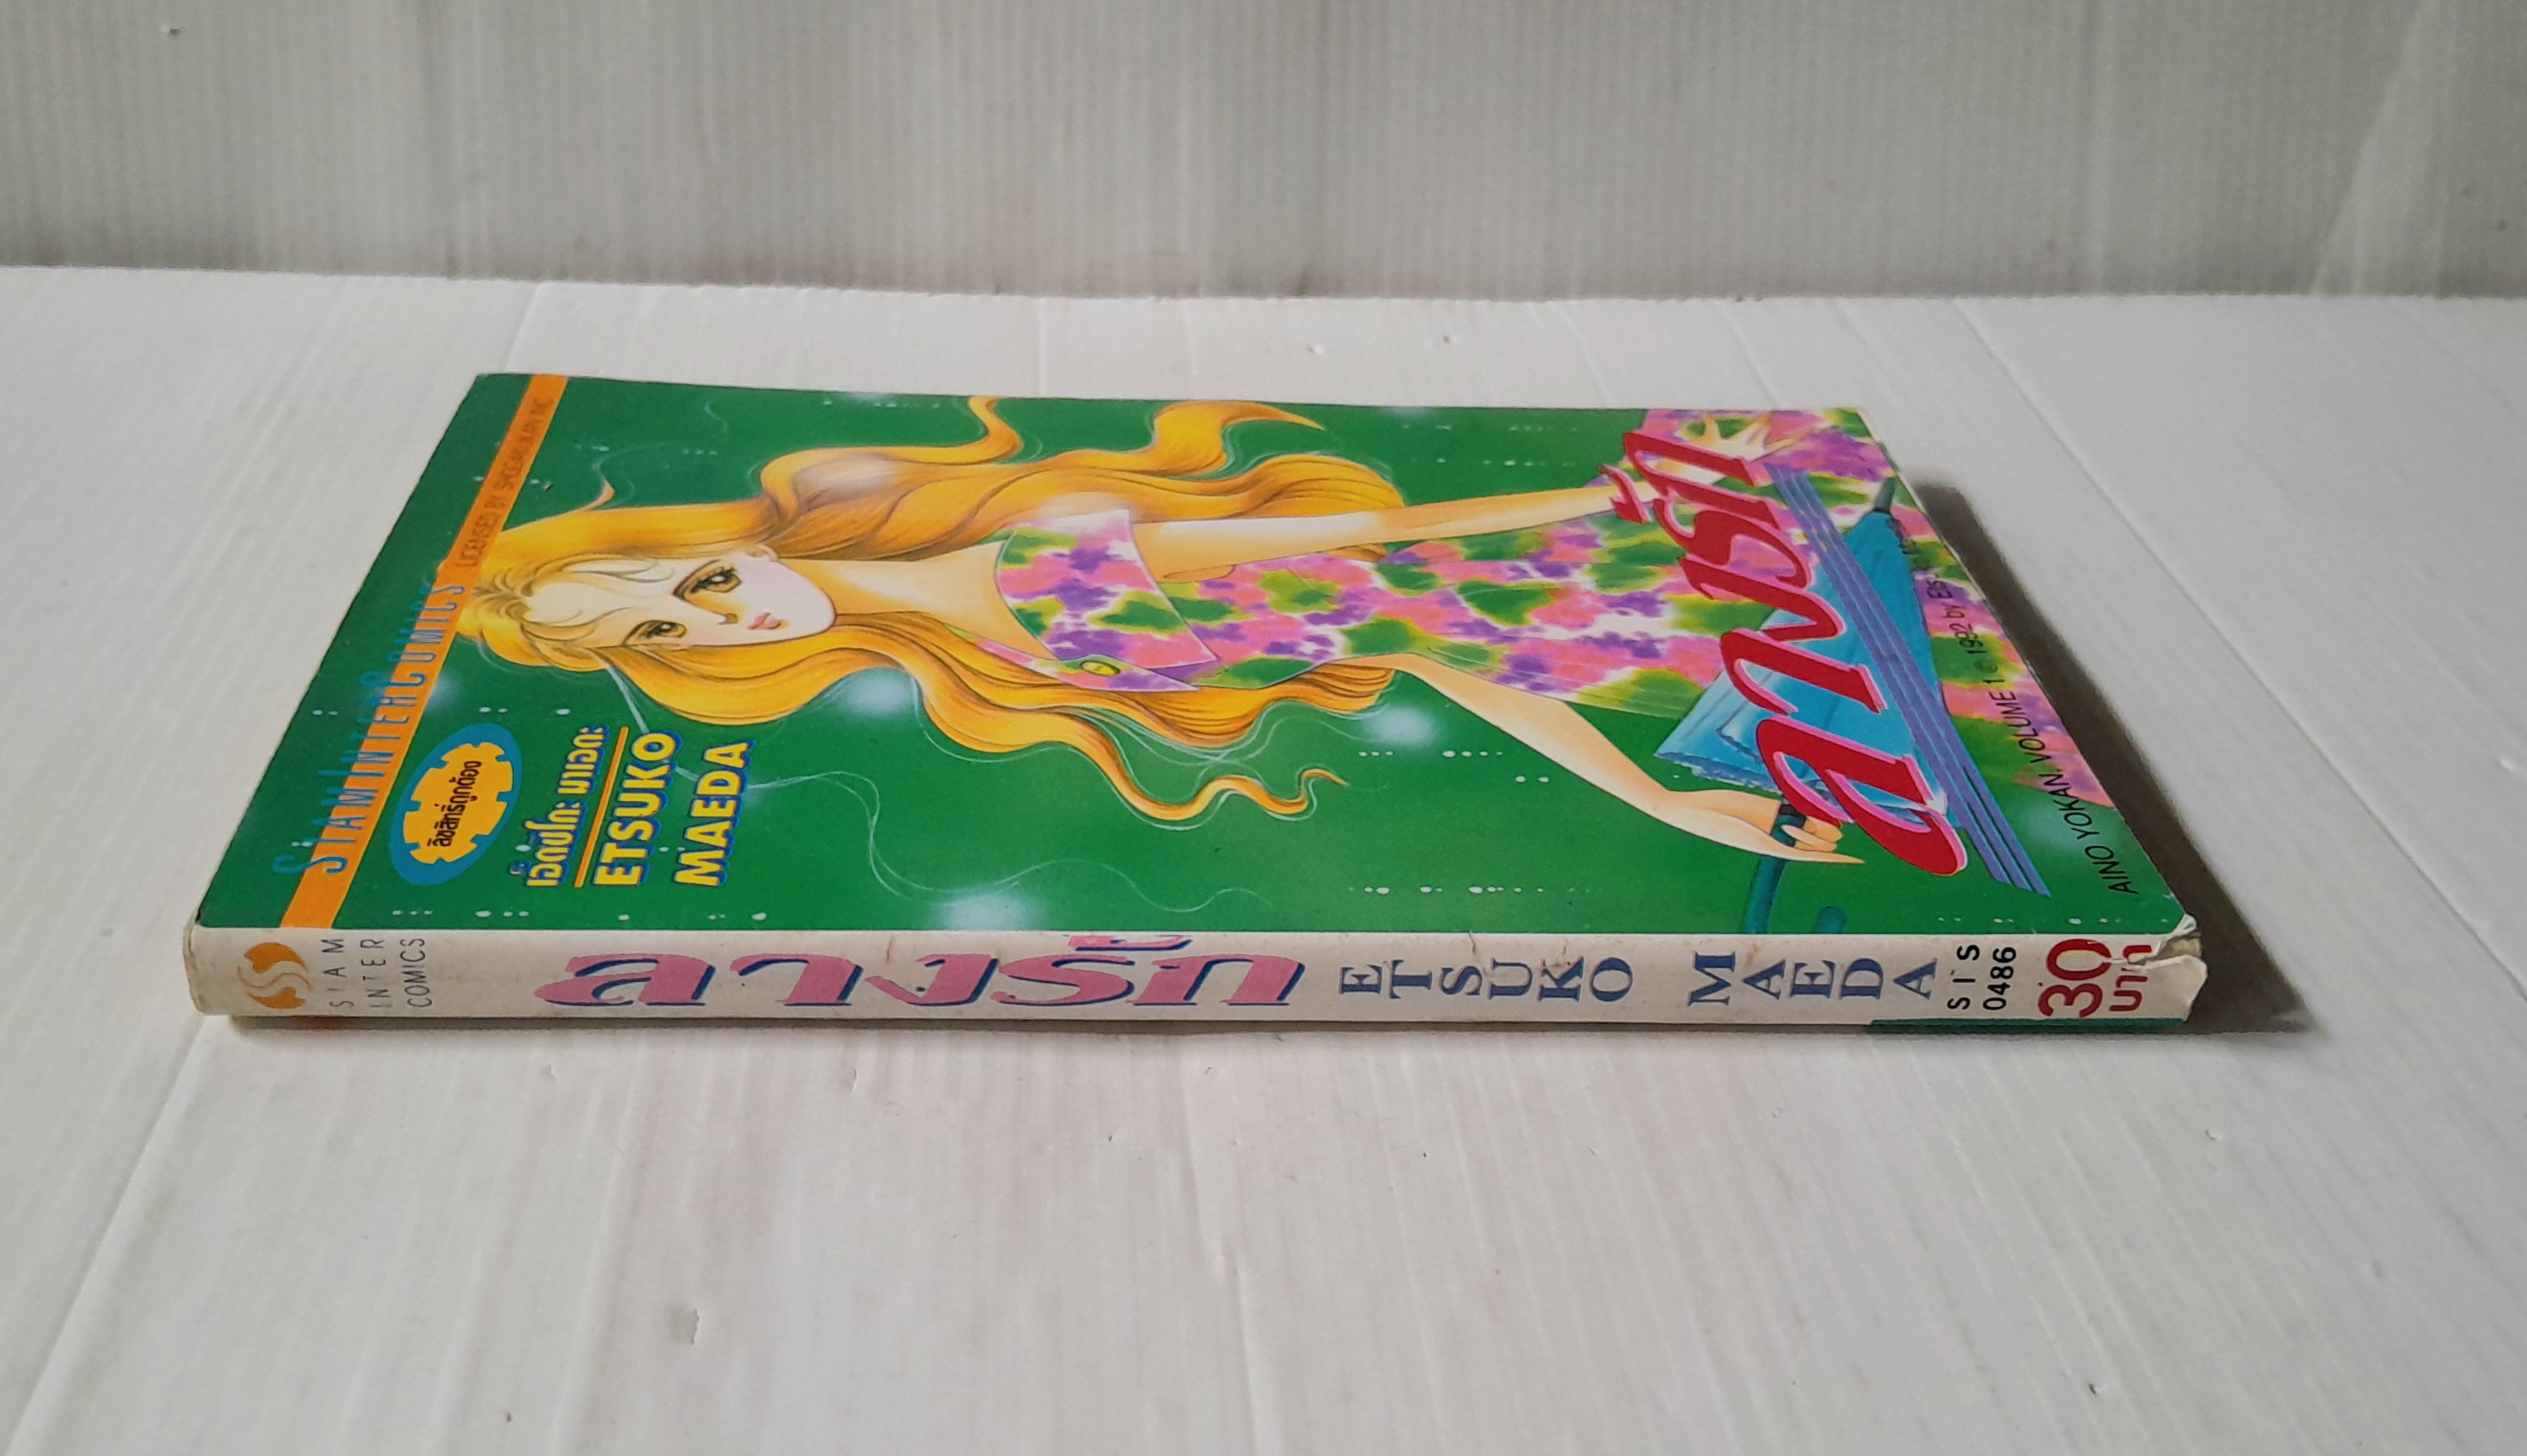 SIAM INTER COMICS
LICENSED BY SHOGAKUKAN INC.
ลิขสิทธิ์ถูกต้อง
เอ็ตซึโกะ มาเอดะ
ETSUKO
MAEDA
ลางรัก
AINO YOKAN VOLUME 1 © 1992 by
SIAM
INTER
COMICS
ลางรัก
ETSUKO MAEDA
SIS
0486
30
บาท